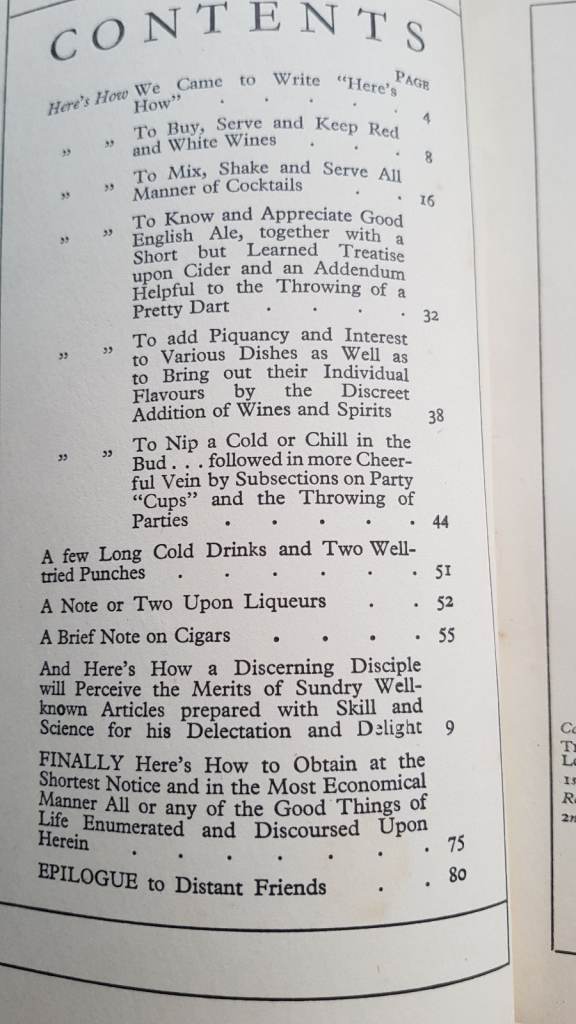 CONTENTS
PAGE
Here's How We Came to Write "Here's
How" . . . . . 4
" " To Buy, Serve and Keep Red
and White Wines . . . 8
" " To Mix, Shake and Serve All
Manner of Cocktails . . 16
" " To Know and Appreciate Good
English Ale, together with a
Short but Learned Treatise
upon Cider and an Addendum
Helpful to the Throwing of a
Pretty Dart . . . . 32
" " To add Piquancy and Interest
to Various Dishes as Well as
to Bring out their Individual
Flavours by the Discreet
Addition of Wines and Spirits 38
" " To Nip a Cold or Chill in the
Bud . . . followed in more Cheer-
ful Vein by Subsections on Party
"Cups" and the Throwing of
Parties . . . . . 44
A few Long Cold Drinks and Two Well-
tried Punches . . . . . . 51
A Note or Two Upon Liqueurs . . 52
A Brief Note on Cigars . . . . 55
And Here's How a Discerning Disciple
will Perceive the Merits of Sundry Well-
known Articles prepared with Skill and
Science for his Delectation and Delight 9
FINALLY Here's How to Obtain at the
Shortest Notice and in the Most Economical
Manner All or any of the Good Things of
Life Enumerated and Discoursed Upon
Herein . . . . . . . 75
EPILOGUE to Distant Friends . . 80